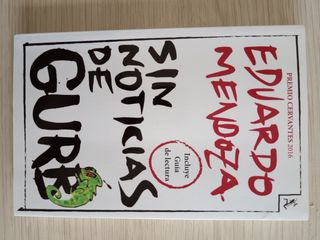 PREMIO CERVANTES 2016
EDUARDO
MENDOZA
Incluye
Guía
de lectura
SIN
NOTICIAS
DE
GURB